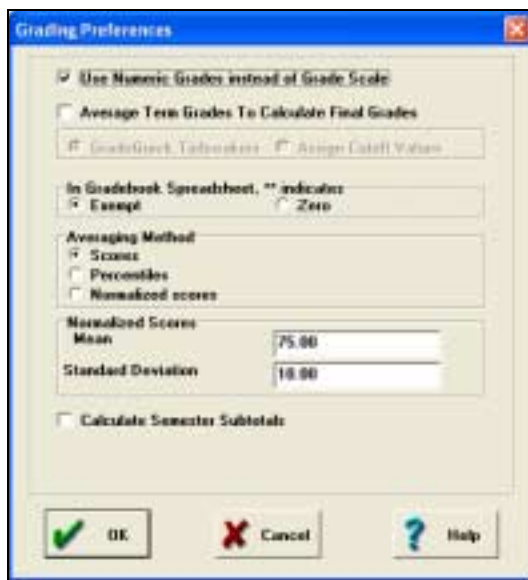 Grading Preferences
Use Numeric Grades instead of Grade Scale
Average Term Grades To Calculate Final Grades
Assign Cutoff Values
In Gradebook Spreadsheet, ** indicates
Exempt Zero
Averaging Method
Scores
Percentiles
Normalized scores
Normalized Scores
Mean 75.00
Standard Deviation 10.00
Calculate Semester Subtotals
OK Cancel Help